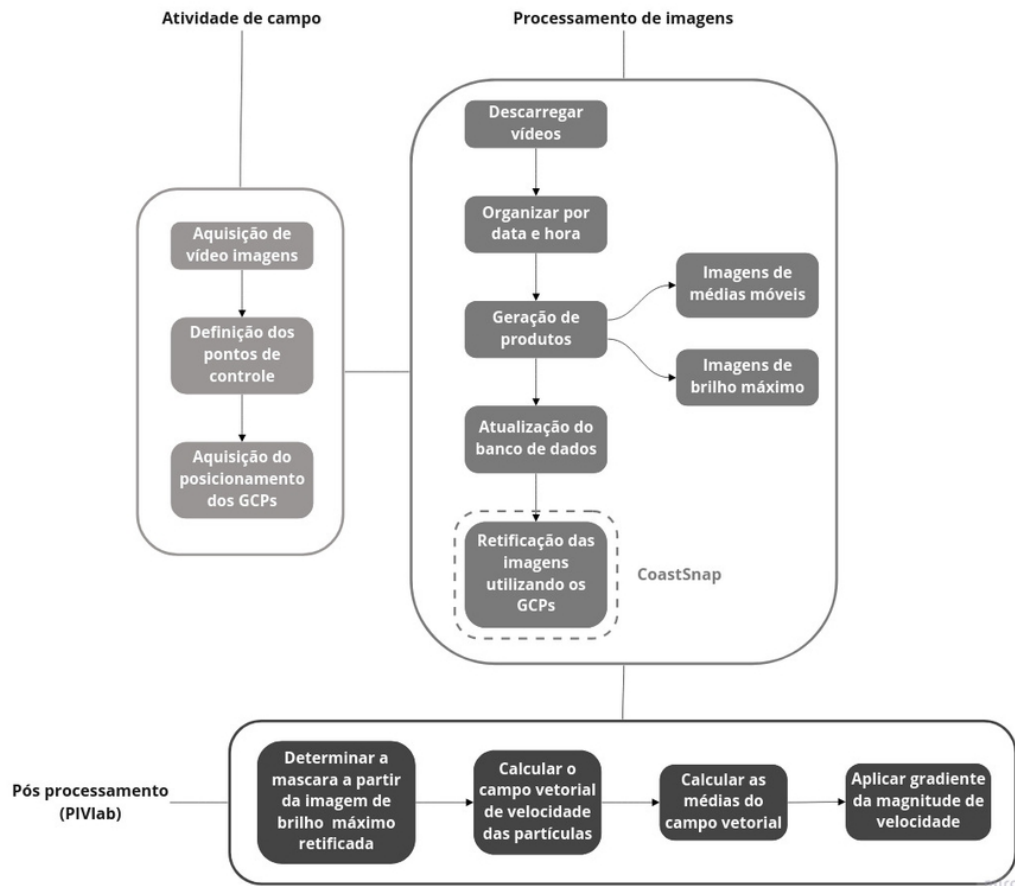 Atividade de campo
Processamento de imagens
Aquisição de
vídeo imagens
Definição dos
pontos de
controle
Aquisição do
posicionamento
dos GCPs
Descarregar
vídeos
Organizar por
data e hora
Geração de
produtos
Imagens de
médias móveis
Imagens de
brilho máximo
Atualização do
banco de dados
Retificação das
imagens
utilizando os
GCPs
CoastSnap
Pós processamento
(PIVlab)
Determinar a
mascara a partir
da imagem de
brilho máximo
retificada
Calcular o
campo vetorial
de velocidade
das partículas
Calcular as
médias do
campo vetorial
Aplicar gradiente
da magnitude de
velocidade